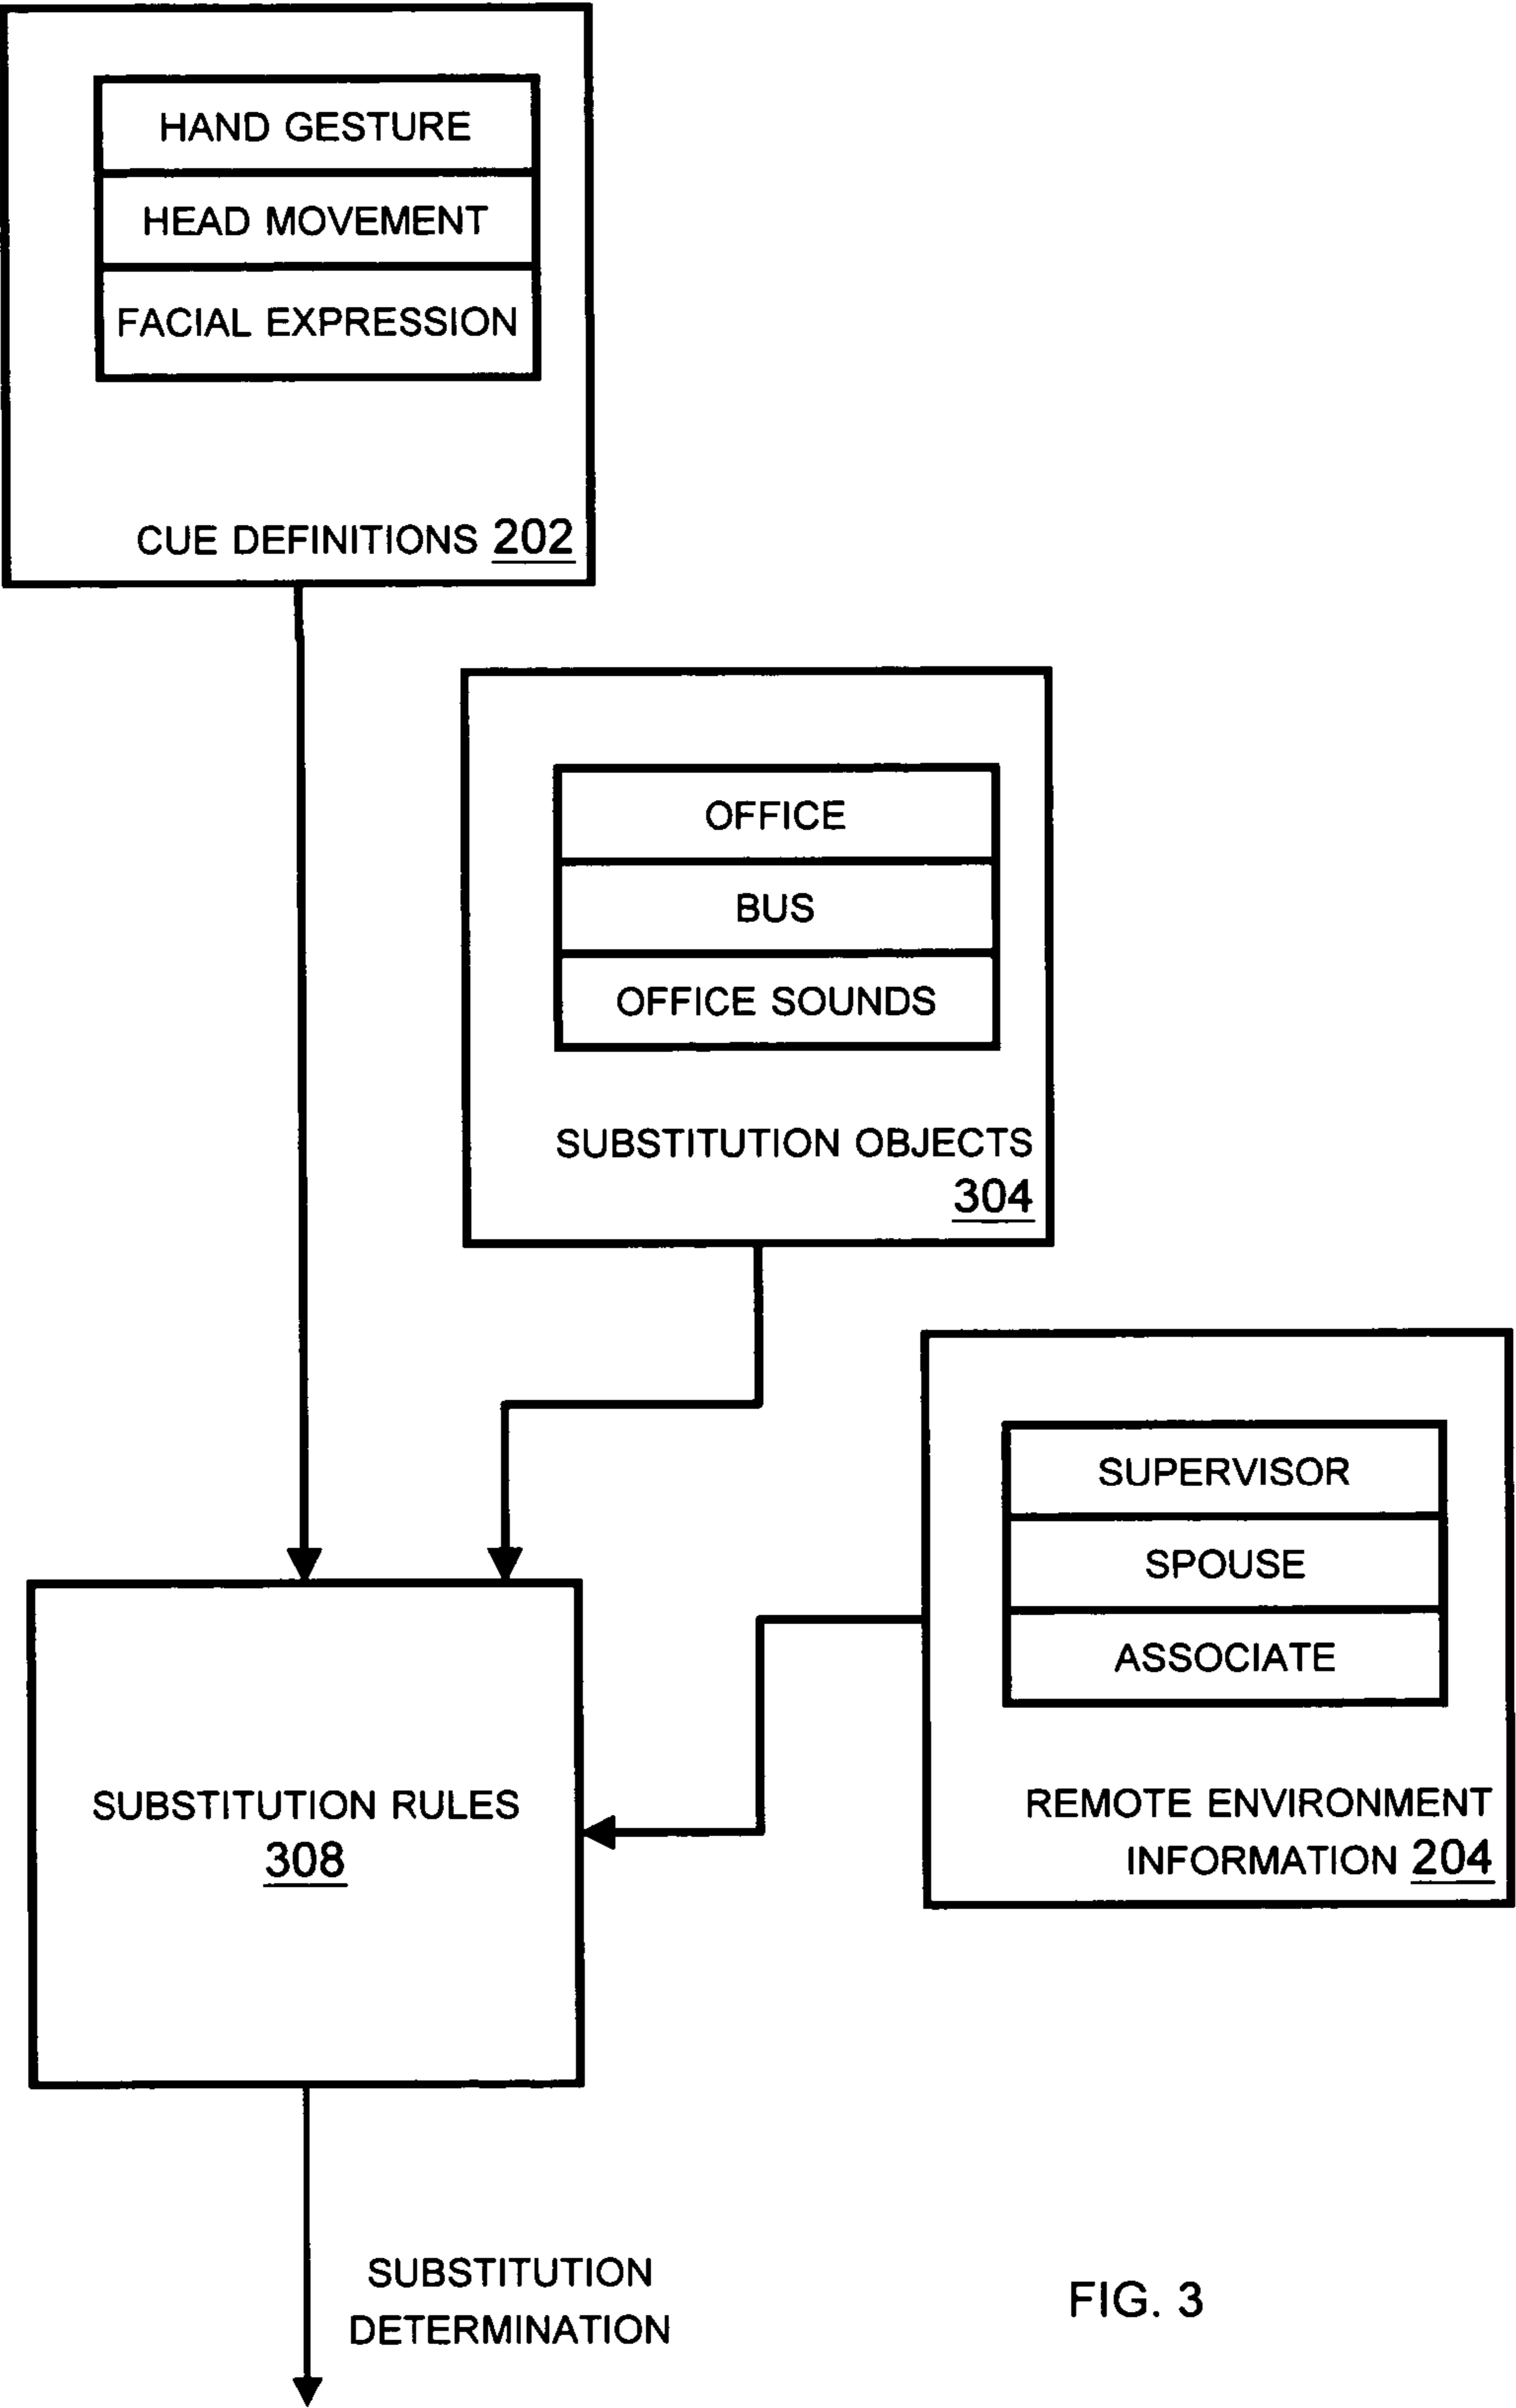 HAND GESTURE
HEAD MOVEMENT
FACIAL EXPRESSION
CUE DEFINITIONS 202
OFFICE
BUS
OFFICE SOUNDS
SUBSTITUTION OBJECTS
304
SUPERVISOR
SPOUSE
ASSOCIATE
REMOTE ENVIRONMENT
INFORMATION 204
SUBSTITUTION RULES
308
SUBSTITUTION
DETERMINATION
FIG. 3